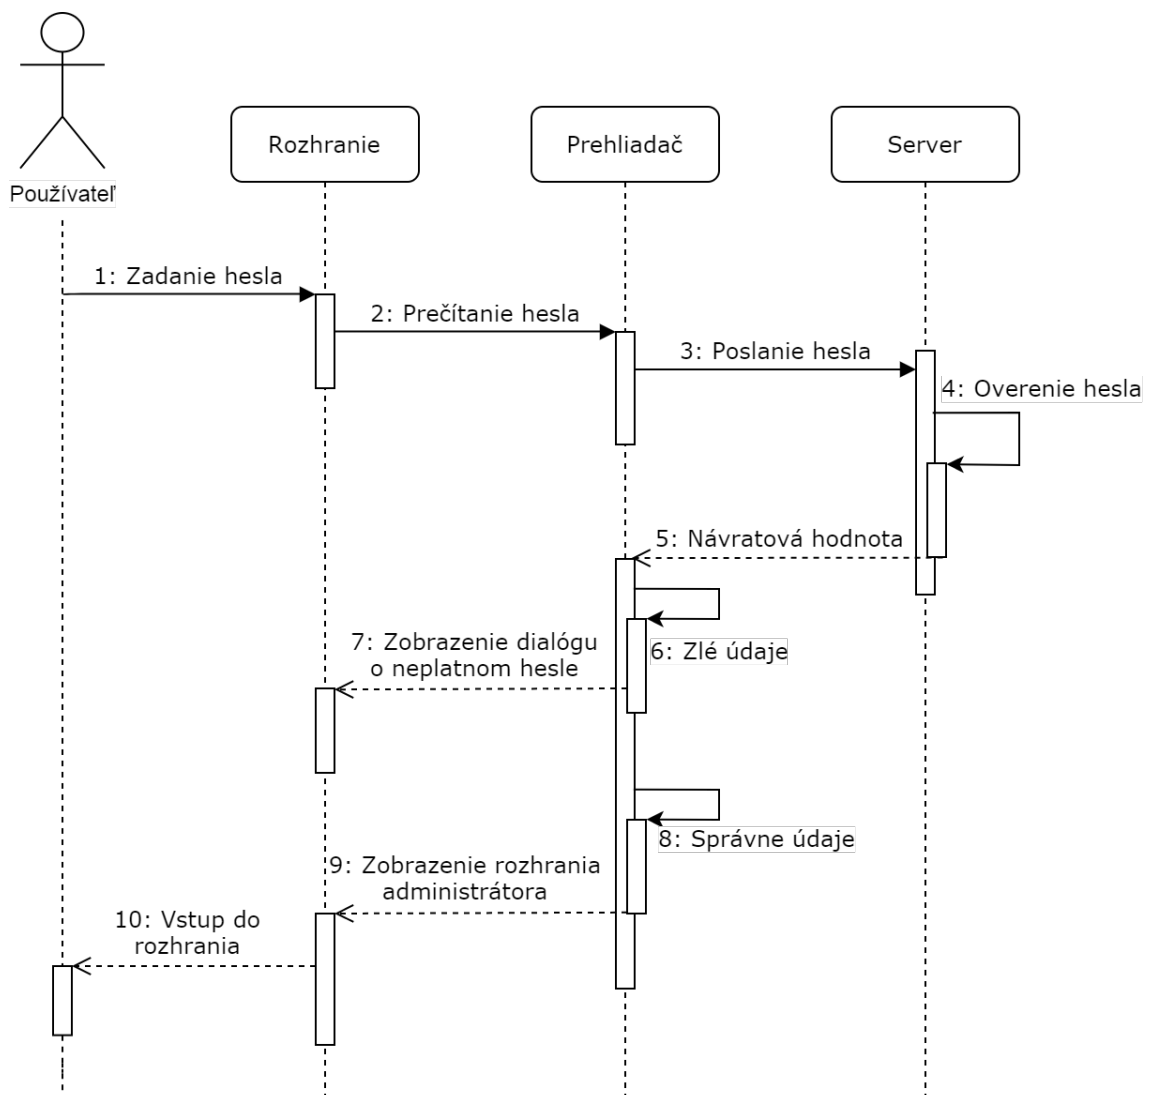 Používateľ
Rozhranie
Prehliadač
Server
1: Zadanie hesla
2: Prečítanie hesla
3: Poslanie hesla
4: Overenie hesla
5: Návratová hodnota
6: Zlé údaje
7: Zobrazenie dialógu
o neplatnom hesle
8: Správne údaje
9: Zobrazenie rozhrania
administrátora
10: Vstup do
rozhrania